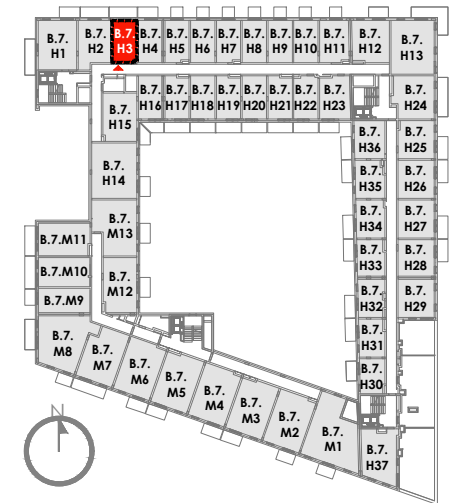 B.7.
H1
B.7.
H2
B.7.
H3
B.7.
H4
B.7.
H5
B.7.
H6
B.7.
H7
B.7.
H8
B.7.
H9
B.7.
H10
B.7.
H11
B.7.
H12
B.7.
H13
B.7.
H16
B.7.
H17
B.7.
H18
B.7.
H19
B.7.
H20
B.7.
H21
B.7.
H22
B.7.
H23
B.7.
H24
B.7.
H15
B.7.
H36
B.7.
H25
B.7.
H14
B.7.
H35
B.7.
H26
B.7.
M13
B.7.
H34
B.7.
H27
B.7.M11
B.7.
H33
B.7.
H28
B.7.M10
B.7.
M12
B.7.
H32
B.7.
H29
B.7.M9
B.7.
H31
B.7.
M8
B.7.
M7
B.7.
M6
B.7.
M5
B.7.
M4
B.7.
M3
B.7.
M2
B.7.
M1
B.7.
H30
B.7.
H37
N